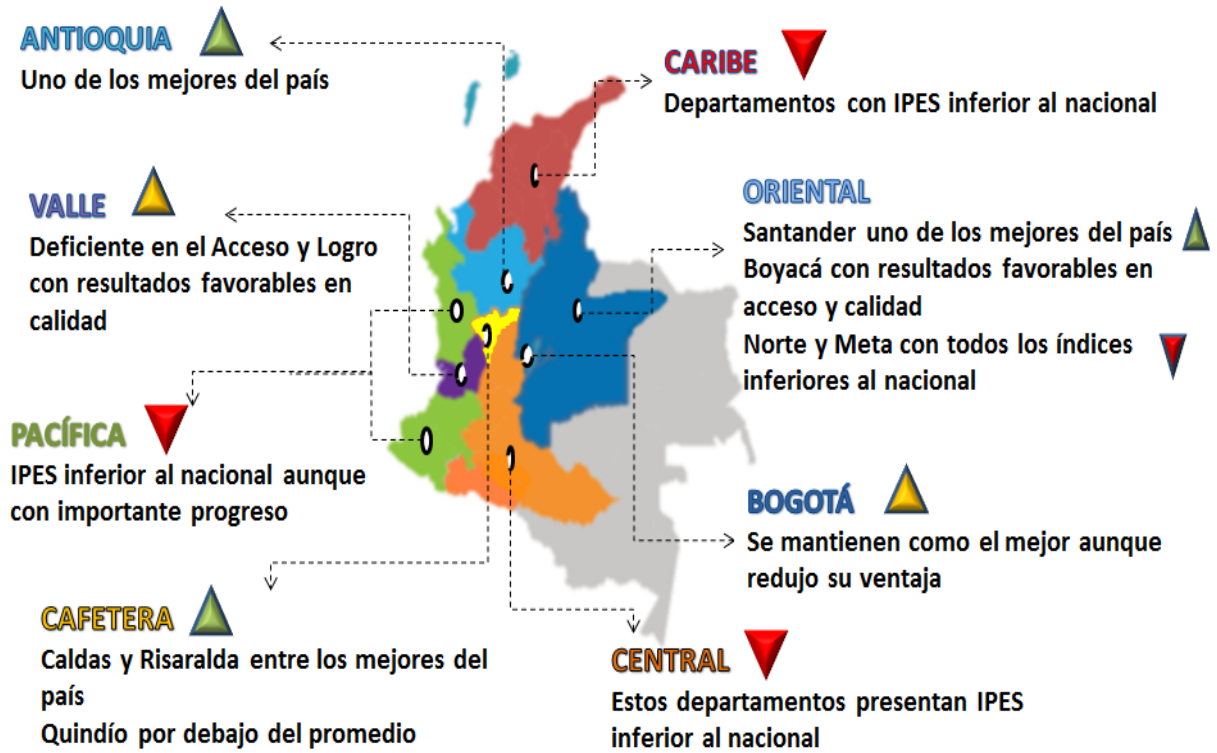 ANTIOQUIA
Uno de los mejores del país
CARIBE
Departamentos con IPES inferior al nacional
VALLE
Deficiente en el Acceso y Logro
con resultados favorables en
calidad
ORIENTAL
Santander uno de los mejores del país
Boyacá con resultados favorables en
acceso y calidad
Norte y Meta con todos los índices
inferiores al nacional
PACÍFICA
IPES inferior al nacional aunque
con importante progreso
BOGOTÁ
Se mantienen como el mejor aunque
redujo su ventaja
CAFETERA
Caldas y Risaralda entre los mejores del
país
Quindío por debajo del promedio
CENTRAL
Estos departamentos presentan IPES
inferior al nacional